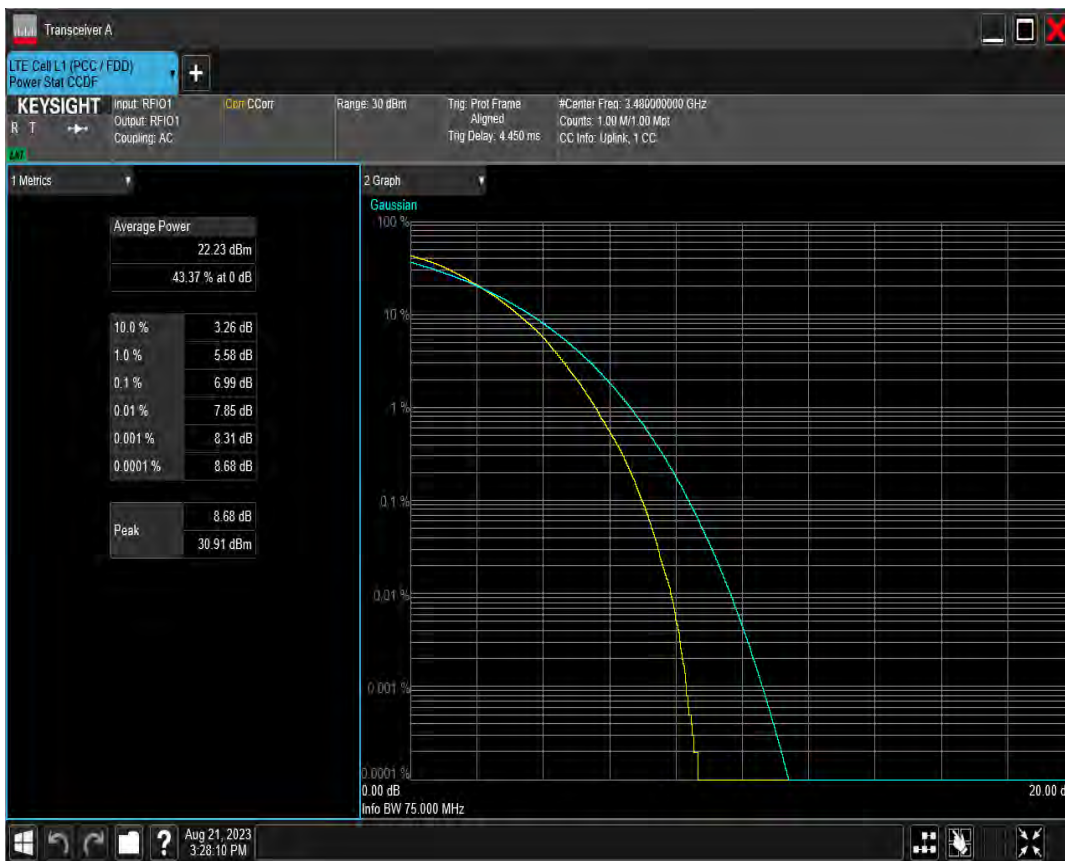 Transceiver A
LTE Cell L1 (PCC / FDD)
Power Stat CCDF
+
KEYSIGHT
R T
LXI
Input: RFIO1
Output: RFIO1
Coupling: AC
Corr CCorr
Range: 30 dBm
Trig: Prot Frame
Aligned
Trig Delay: 4.450 ms
#Center Freq: 3.480000000 GHz
Counts: 1.00 M/1.00 Mpt
CC Info: Uplink, 1 CC
1 Metrics
Average Power
22.23 dBm
43.37 % at 0 dB
10.0 % 3.26 dB
1.0 % 5.58 dB
0.1 % 6.99 dB
0.01 % 7.85 dB
0.001 % 8.31 dB
0.0001 % 8.68 dB
Peak 8.68 dB
30.91 dBm
2 Graph
Gaussian
100 %
10 %
1 %
0.1 %
0.01 %
0.001 %
0.0001 %
0.00 dB 20.00 d
Info BW 75.000 MHz
?
Aug 21, 2023
3:28:10 PM